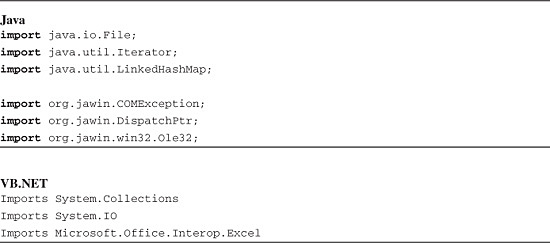 Java
import java.io.File;
import java.util.Iterator;
import java.util.LinkedHashMap;
import org.jawin.COMException;
import org.jawin.DispatchPtr;
import org.jawin.win32.Ole32;
VB.NET
Imports System.Collections
Imports System.IO
Imports Microsoft.Office.Interop.Excel